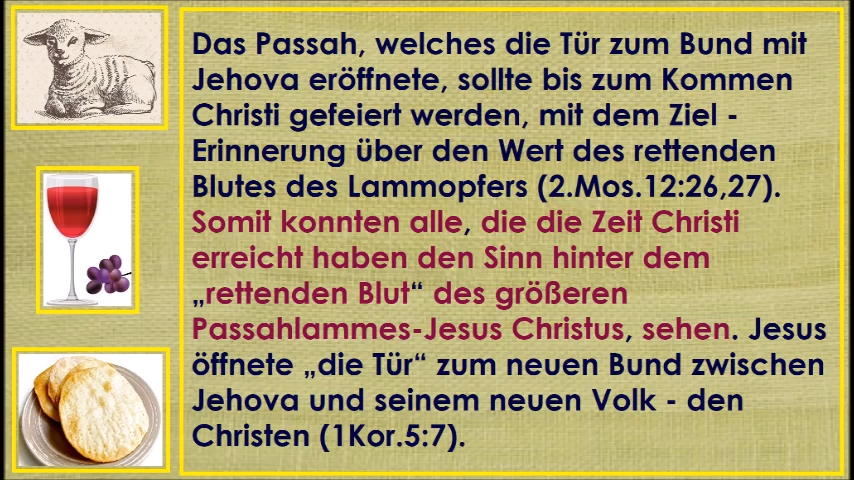 Das Passah, welches die Tür zum Bund mit
Jehova eröffnete, sollte bis zum Kommen
Christi gefeiert werden, mit dem Ziel -
Erinnerung über den Wert des rettenden
Blutes des Lammopfers (2.Mos.12:26,27).
Somit konnten alle, die die Zeit Christi
erreicht haben den Sinn hinter dem
„rettenden Blut“ des größeren
Passahlammes-Jesus Christus, sehen. Jesus
öffnete „die Tür“ zum neuen Bund zwischen
Jehova und seinem neuen Volk - den
Christen (1Kor.5:7).